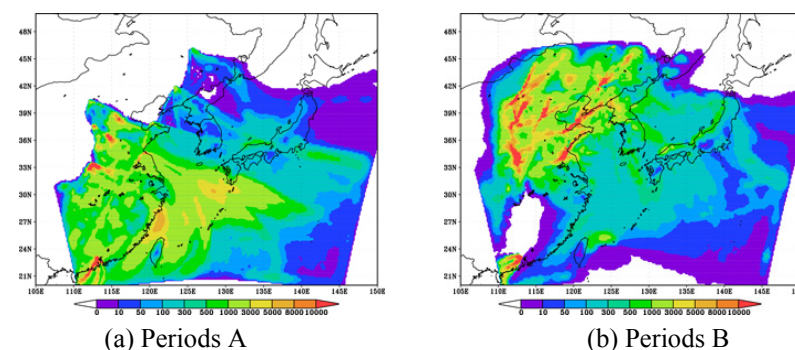 48N 48N
45N 45N
42N 42N
39N 39N
36N 36N
33N 33N
30N 30N
27N 27N
24N 24N
21N 21N
105E 110E 115E 120E 125E 130E 135E 140E 145E 150E 105E 110E 115E 120E 125E 130E 135E 140E 145E
0 10 50 100 300 500 1000 3000 5000 10000 0 10 50 100 300 500 1000 3000 5000 10000
(a) Periods A (b) Periods B